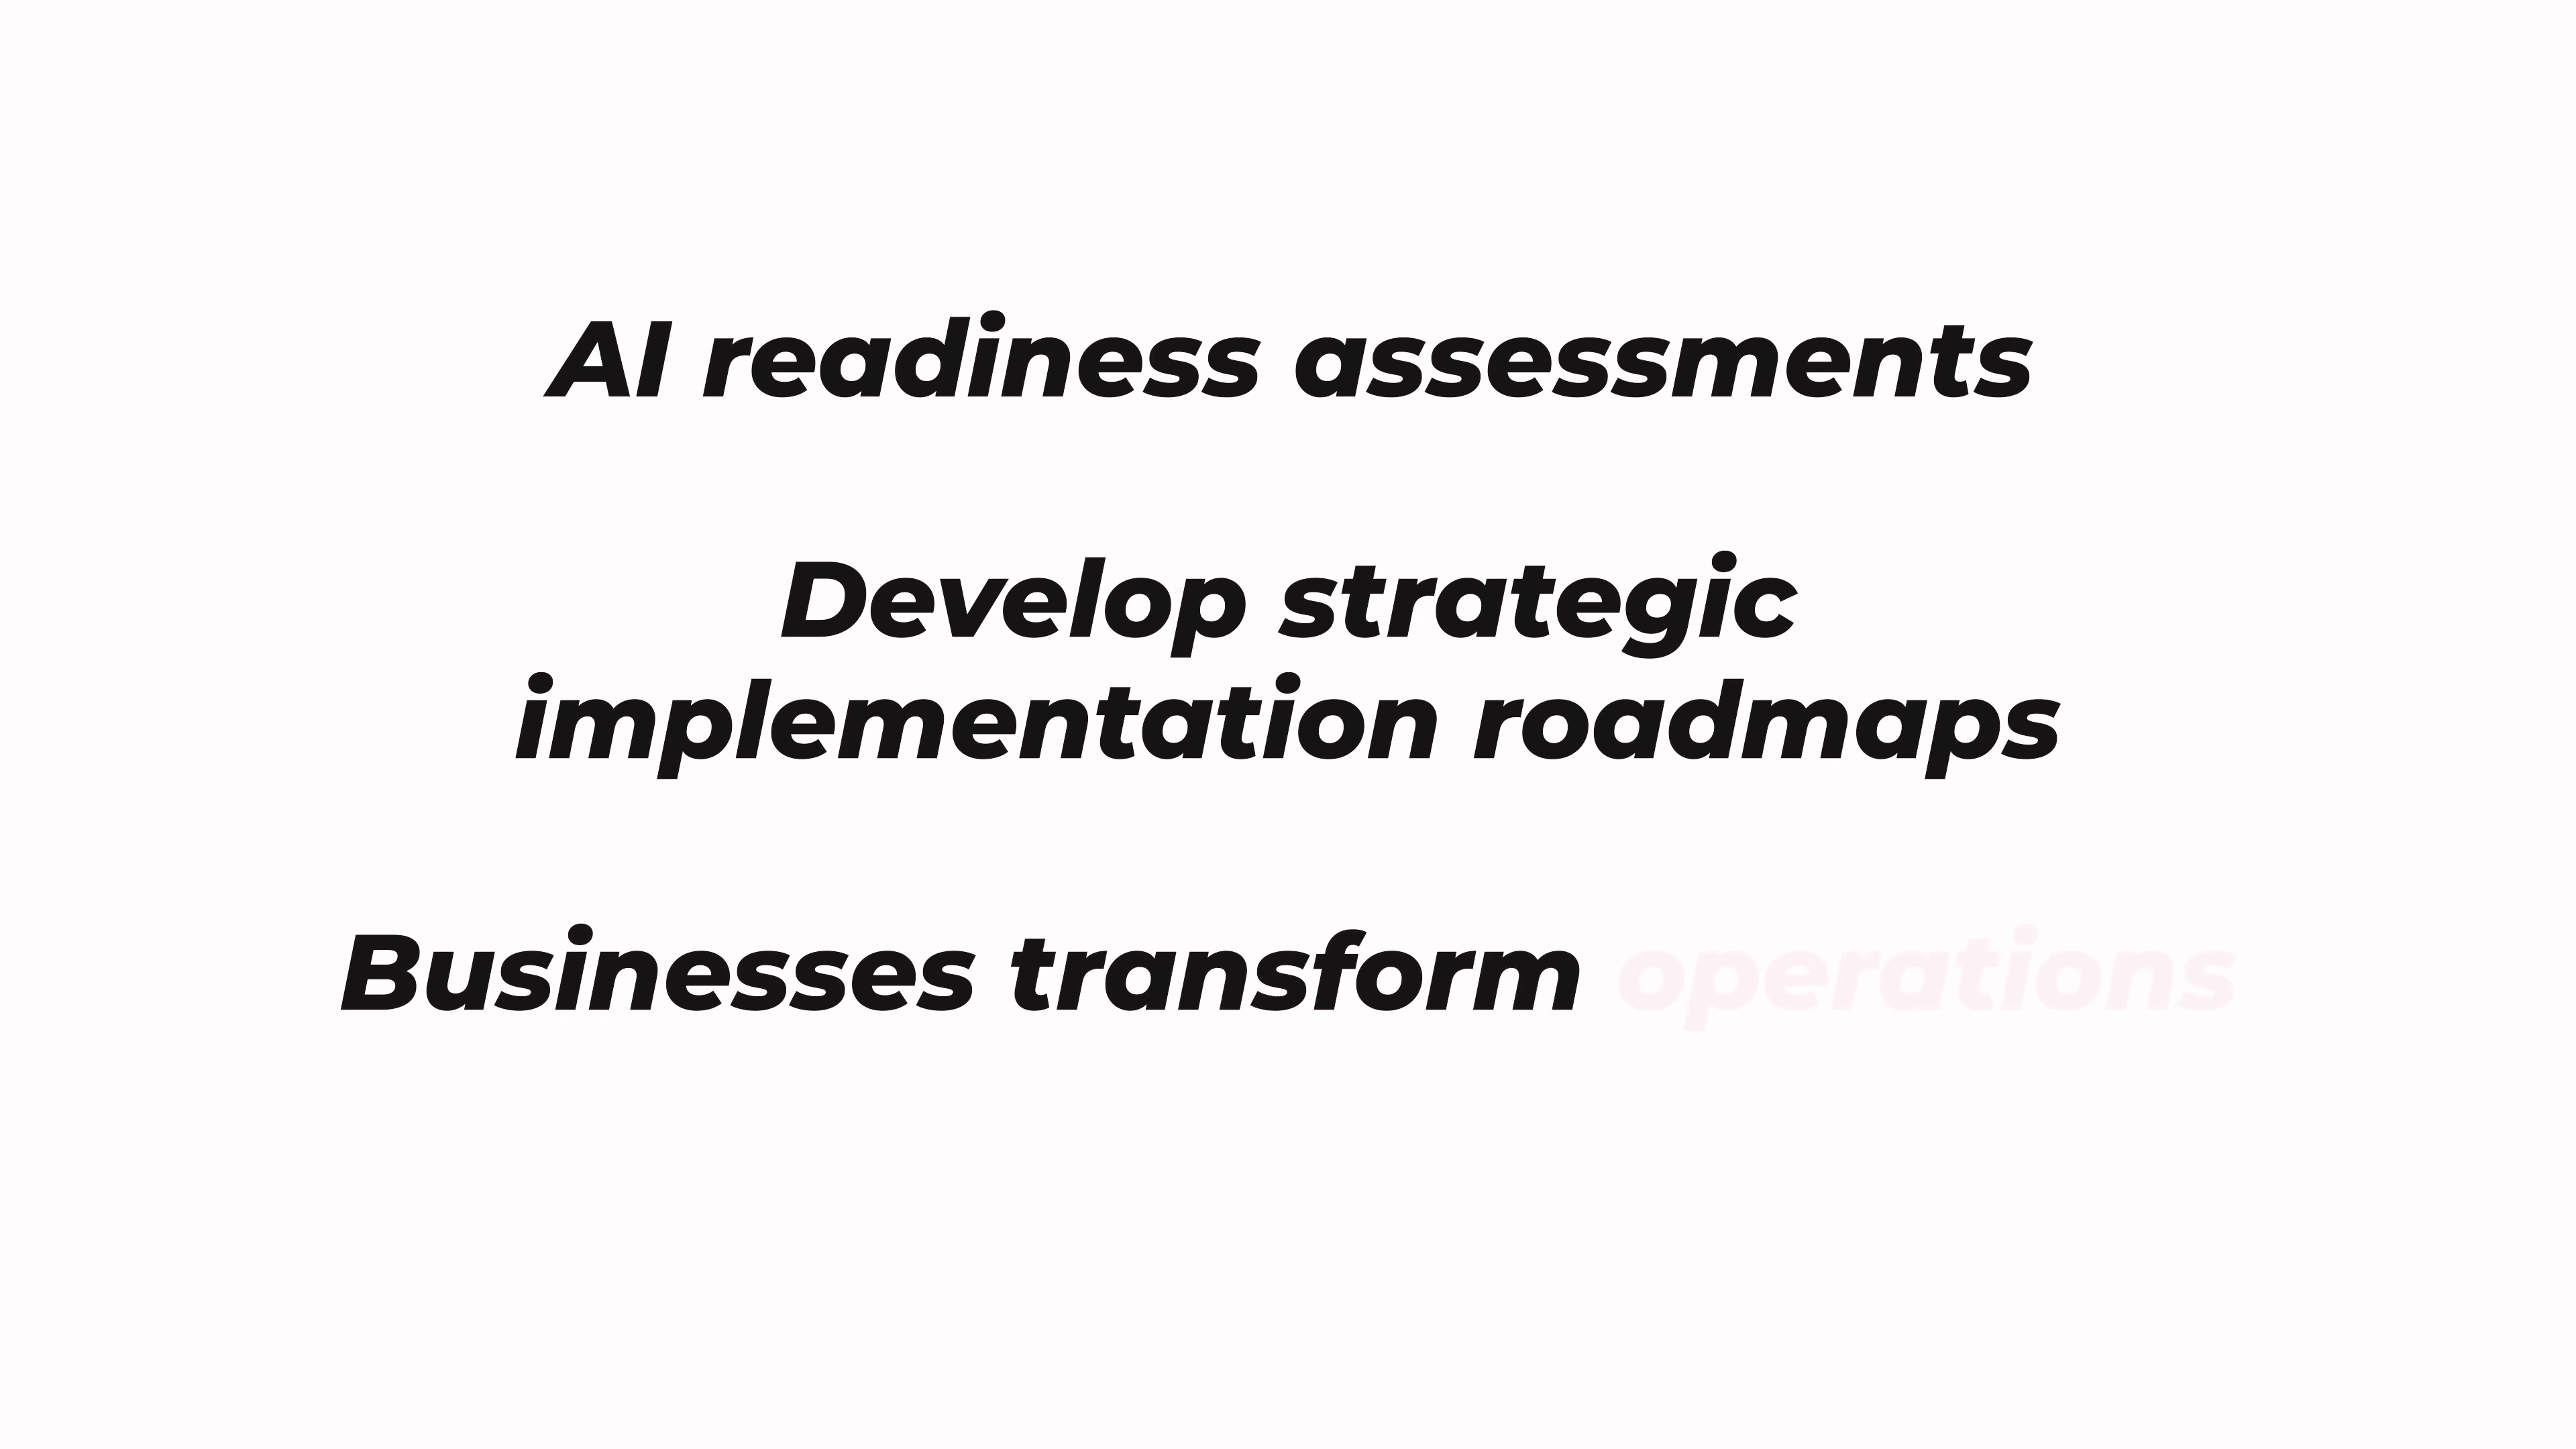 AI readiness assessments
Develop strategic
implementation roadmaps
Businesses transform operations